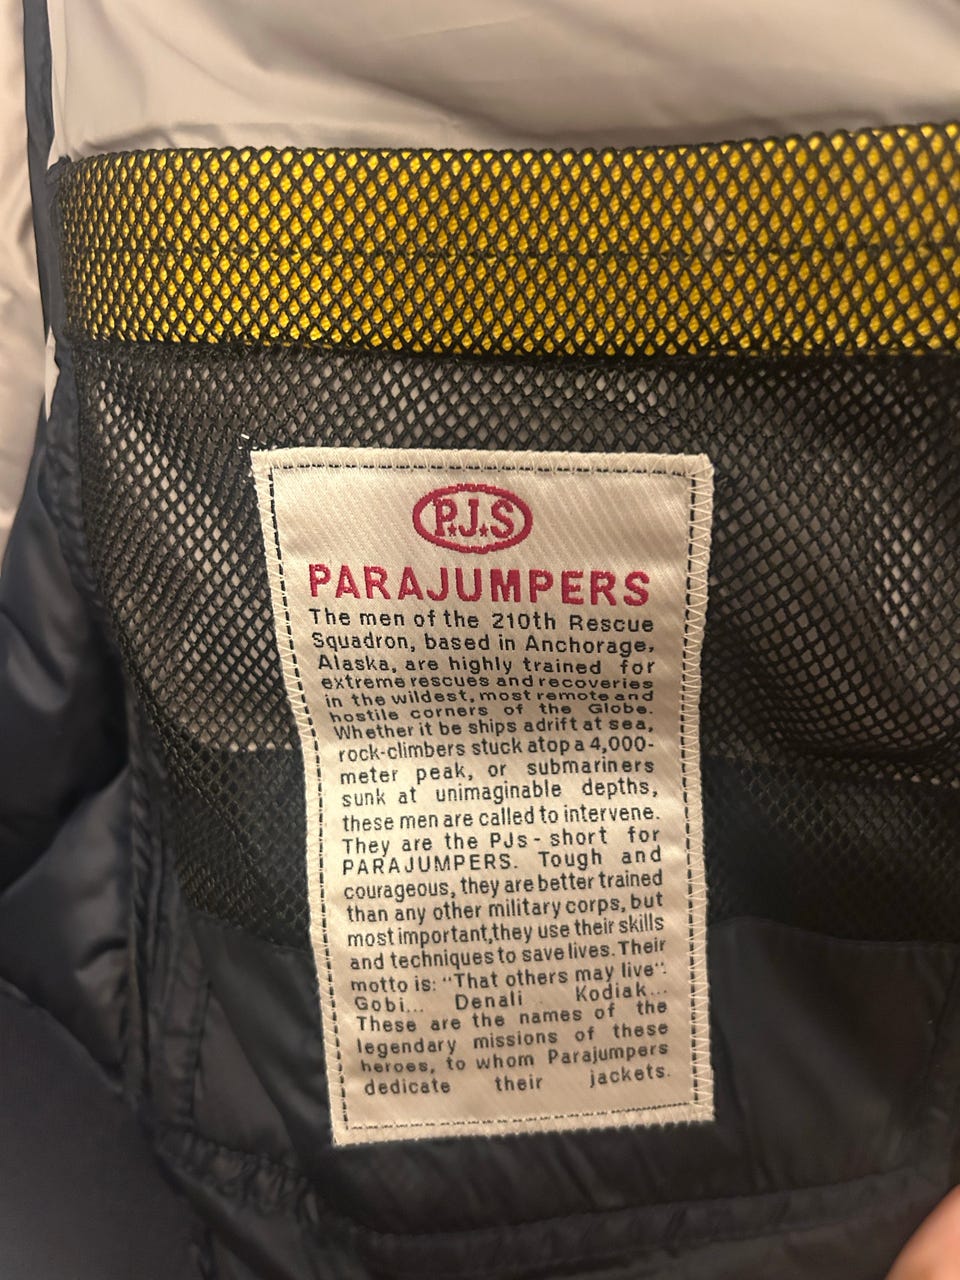 P.J.S
PARAJUMPERS
The men of the 210th Rescue
Squadron, based in Anchorage,
Alaska, are highly trained for
extreme rescues and recoveries
in the wildest, most remote and
hostile corners of the Globe.
Whether it be ships adrift at sea,
rock-climbers stuck atop a 4,000-
meter peak, or submariners
sunk at unimaginable depths,
these men are called to intervene.
They are the PJs - short for
PARAJUMPERS. Tough and
courageous, they are better trained
than any other military corps, but
most important,they use their skills
and techniques to save lives. Their
motto is: "That others may live".
Gobi... Denali Kodiak...
These are the names of the
legendary missions of these
heroes, to whom Parajumpers
dedicate their jackets.